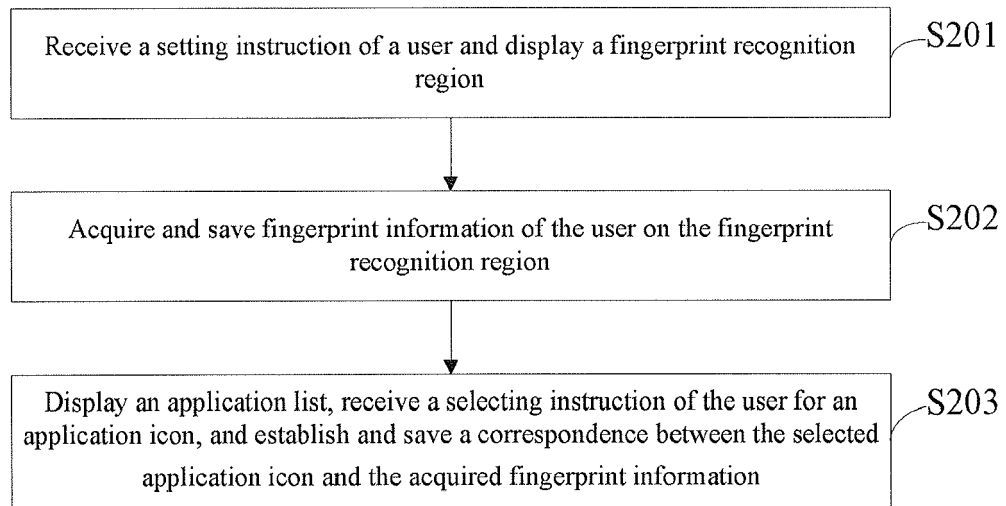 Receive a setting instruction of a user and display a fingerprint recognition
region
S201
Acquire and save fingerprint information of the user on the fingerprint
recognition region
S202
Display an application list, receive a selecting instruction of the user for an
application icon, and establish and save a correspondence between the selected
application icon and the acquired fingerprint information
S203